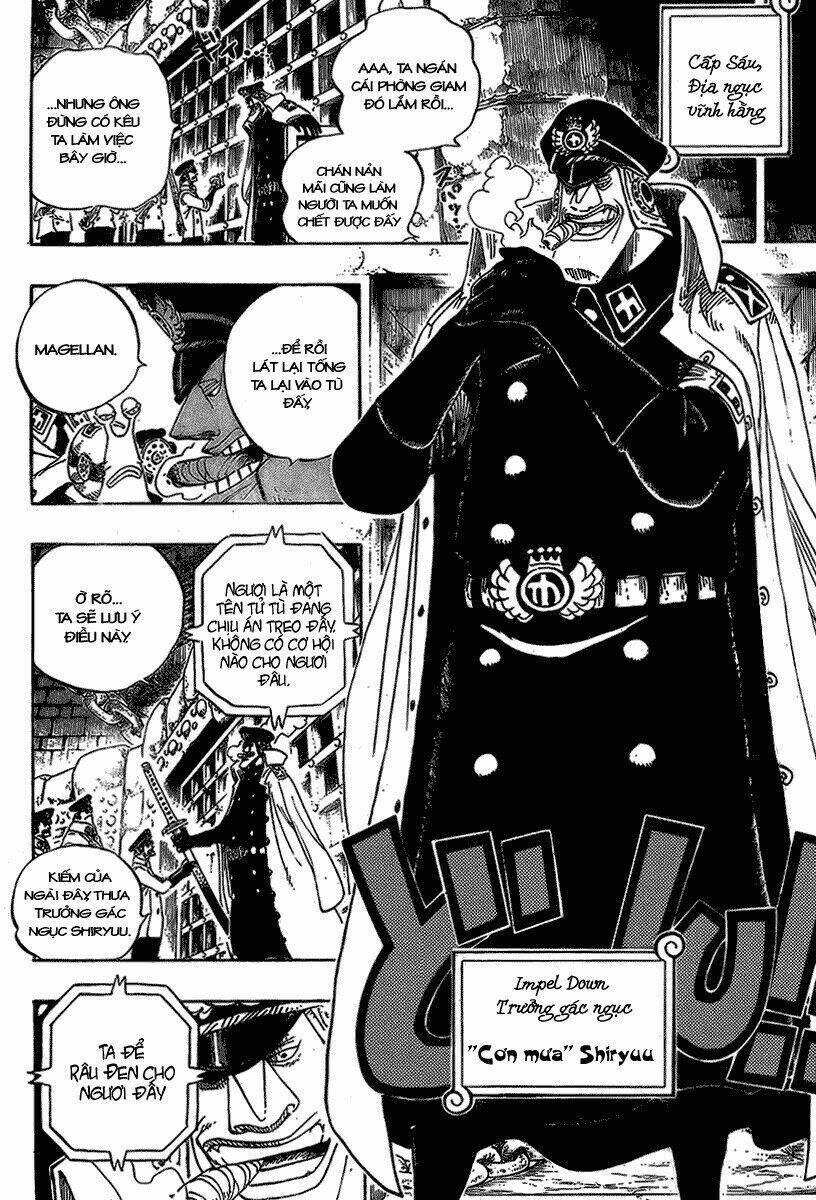 Cấp Sáu,
Địa ngục
vĩnh hằng
AAA, TA NGÁN
CÁI PHÒNG GIAM
ĐÓ LẮM RỒI...
CHÁN NẢN
MÃI CŨNG LÀM
NGƯỜI TA MUỐN
CHẾT ĐƯỢC ĐẤY
...NHƯNG ÔNG
ĐỪNG CÓ KÊU
TA LÀM VIỆC
BÂY GIỜ...
...ĐỂ RỒI
LÁT LẠI TỐNG
TA LẠI VÀO TÙ
ĐẤY.
MAGELLAN.
NGƯƠI LÀ MỘT
TÊN TỬ TÙ ĐANG
CHỊU ÁN TREO ĐẤY.
KHÔNG CÓ CƠ HỘI
NÀO CHO NGƯƠI
ĐÂU.
Ờ RÕ...
TA SẼ LƯU Ý
ĐIỀU NÀY.
KIẾM CỦA
NGÀI ĐÂY, THƯA
TRƯỞNG GÁC
NGỤC SHIRYUU.
ドン!!
Impel Down
Trưởng gác ngục
"Cơn mưa" Shiryuu
TA ĐỂ
RÂU ĐEN CHO
NGƯƠI ĐẤY